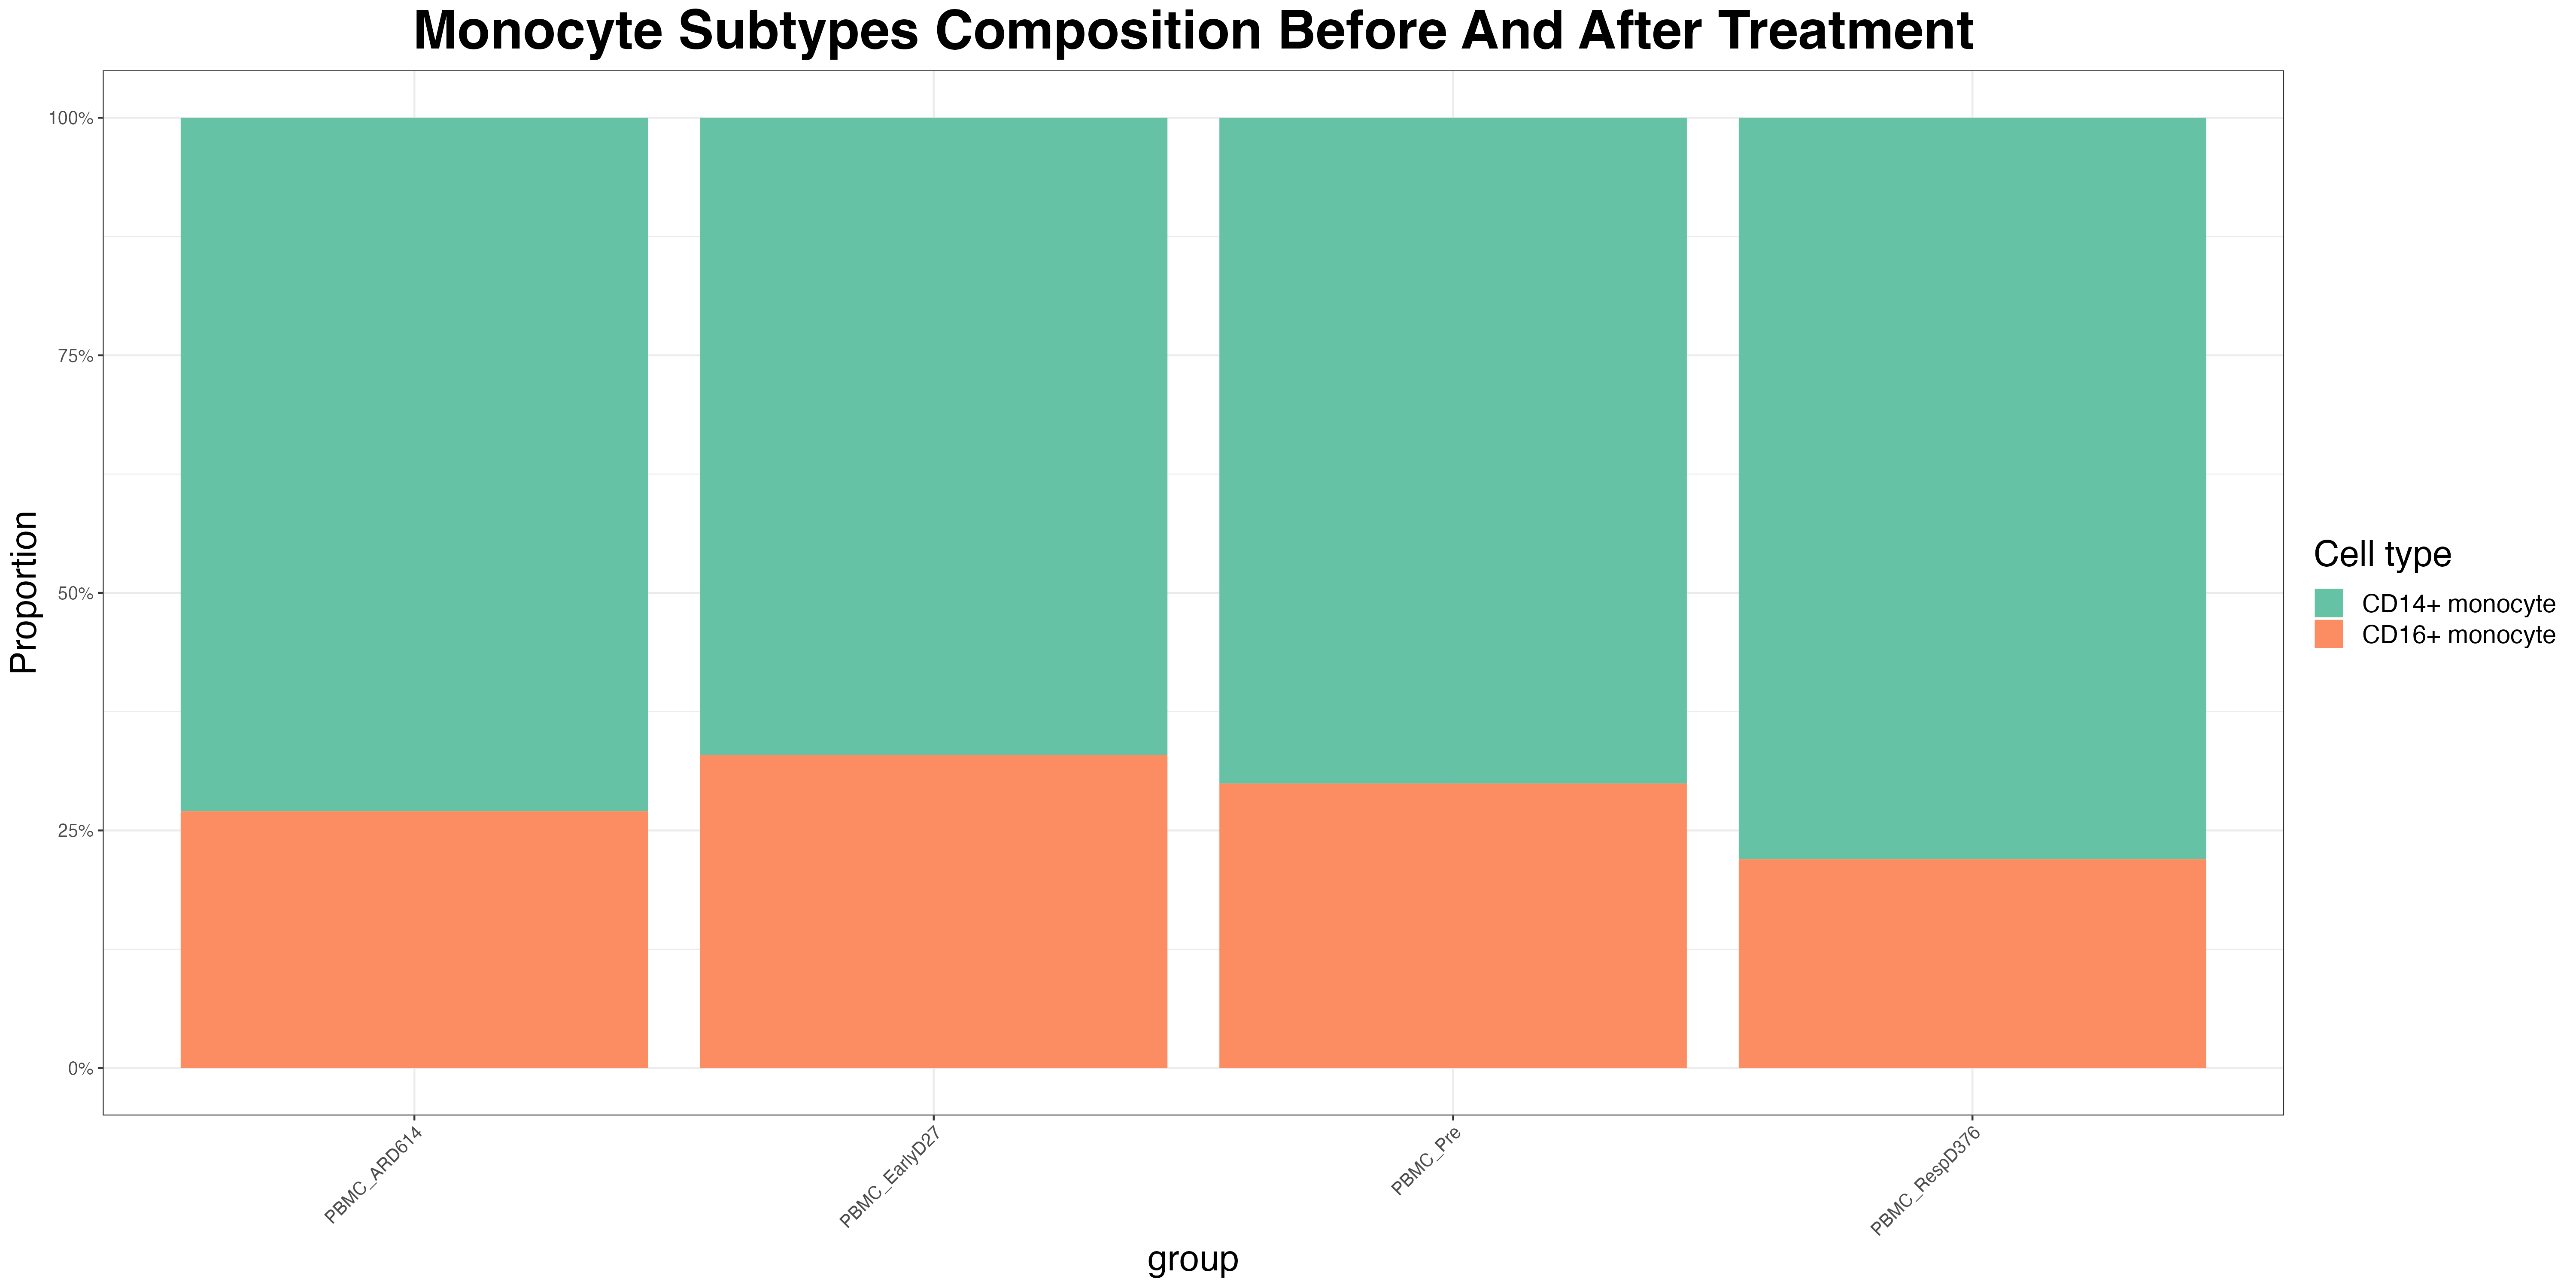 Monocyte Subtypes Composition Before And After Treatment
100%
75%
50%
25%
0%
Proportion
PBMC_ARD614
PBMC_EarlyD27
PBMC_Pre
PBMC_RespD376
group
Cell type
CD14+ monocyte
CD16+ monocyte